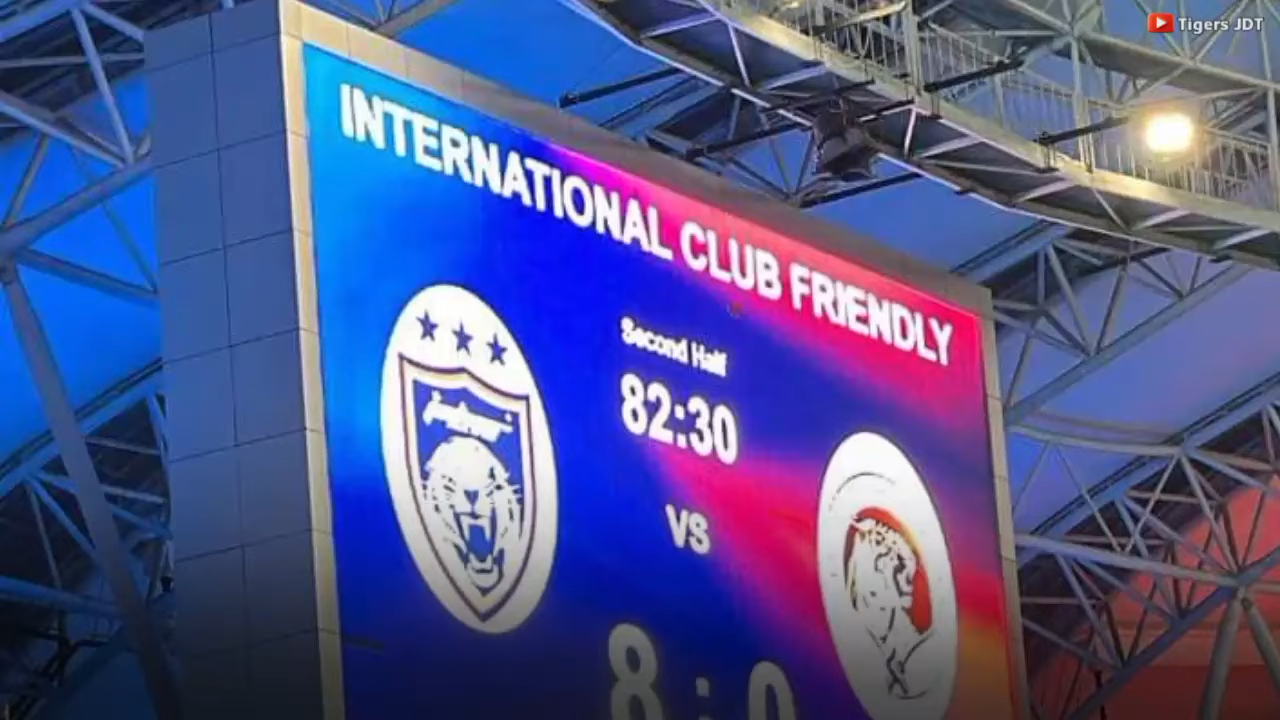 Tigers JDT
INTERNATIONAL CLUB FRIENDLY
Second Half
82:30
VS
8 : 0